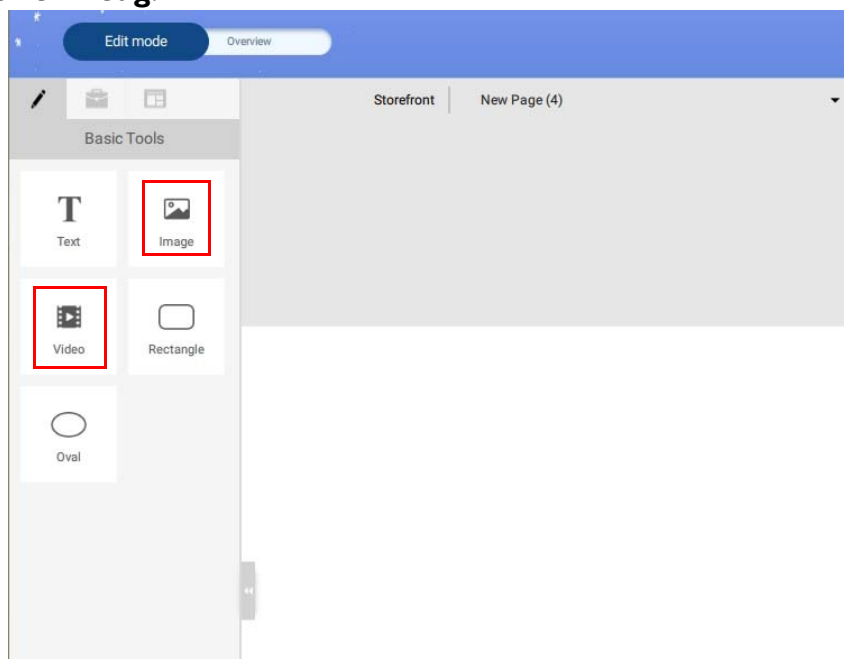 Edit mode Overview
Storefront New Page (4)
Basic Tools
Text Image
Video Rectangle
Oval